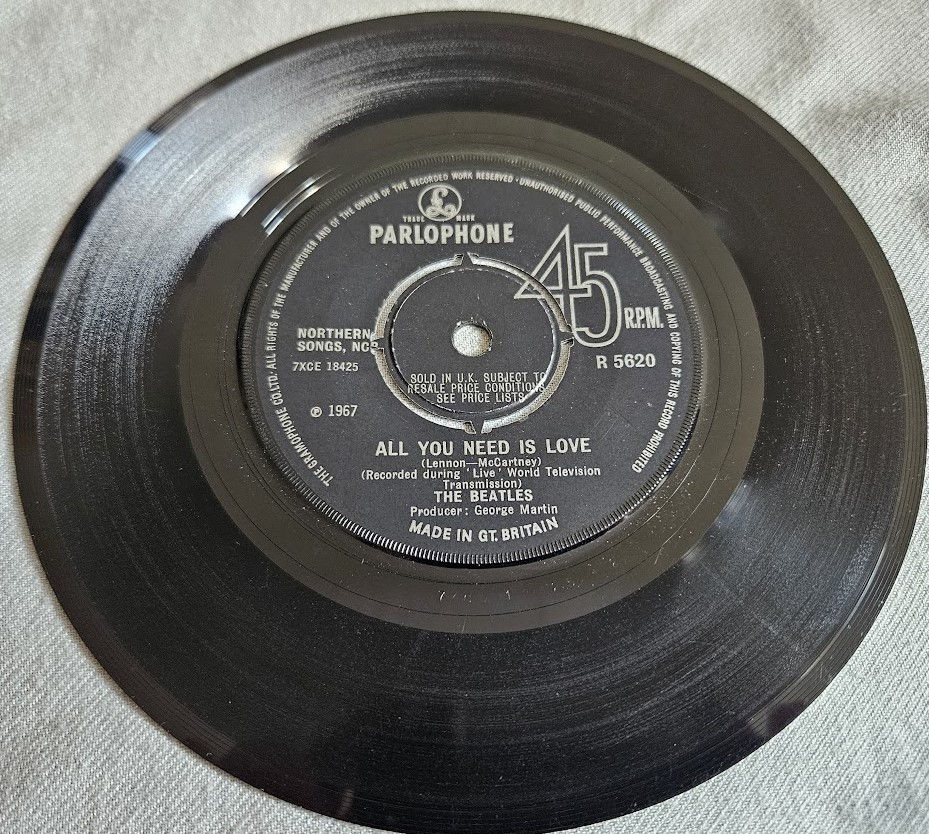 THE GRAMOPHONE CO.LTD. ALL RIGHTS OF THE MANUFACTURER AND OF THE OWNER OF THE RECORDED WORK RESERVED · UNAUTHORISED PUBLIC PERFORMANCE BROADCASTING AND COPYING OF THIS RECORD PROHIBITED
£
TRADE MARK
PARLOPHONE
45
R.P.M.
NORTHERN
SONGS, NCB
7XCE 18425
R 5620
SOLD IN U.K. SUBJECT TO
RESALE PRICE CONDITIONS
SEE PRICE LISTS
℗ 1967
ALL YOU NEED IS LOVE
(Lennon—McCartney)
(Recorded during 'Live' World Television
Transmission)
THE BEATLES
Producer: George Martin
MADE IN GT. BRITAIN